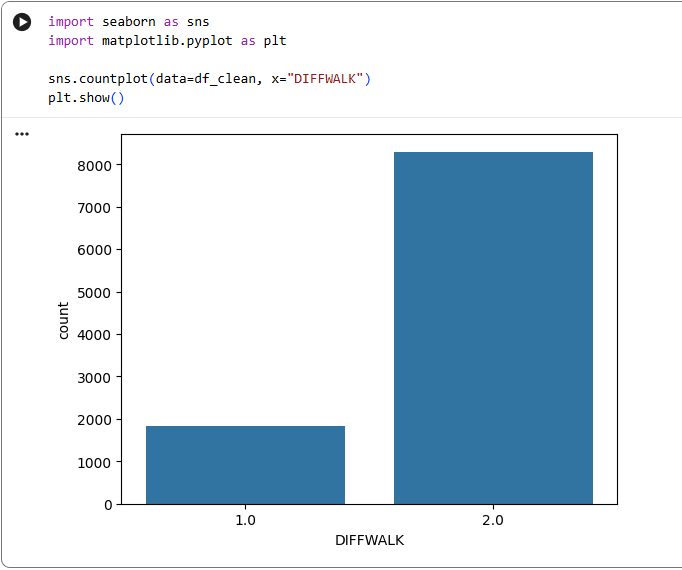 import seaborn as sns
import matplotlib.pyplot as plt
sns.countplot(data=df_clean, x="DIFFWALK")
plt.show()
8000
7000
6000
5000
4000
3000
2000
1000
0
count
1.0 2.0
DIFFWALK